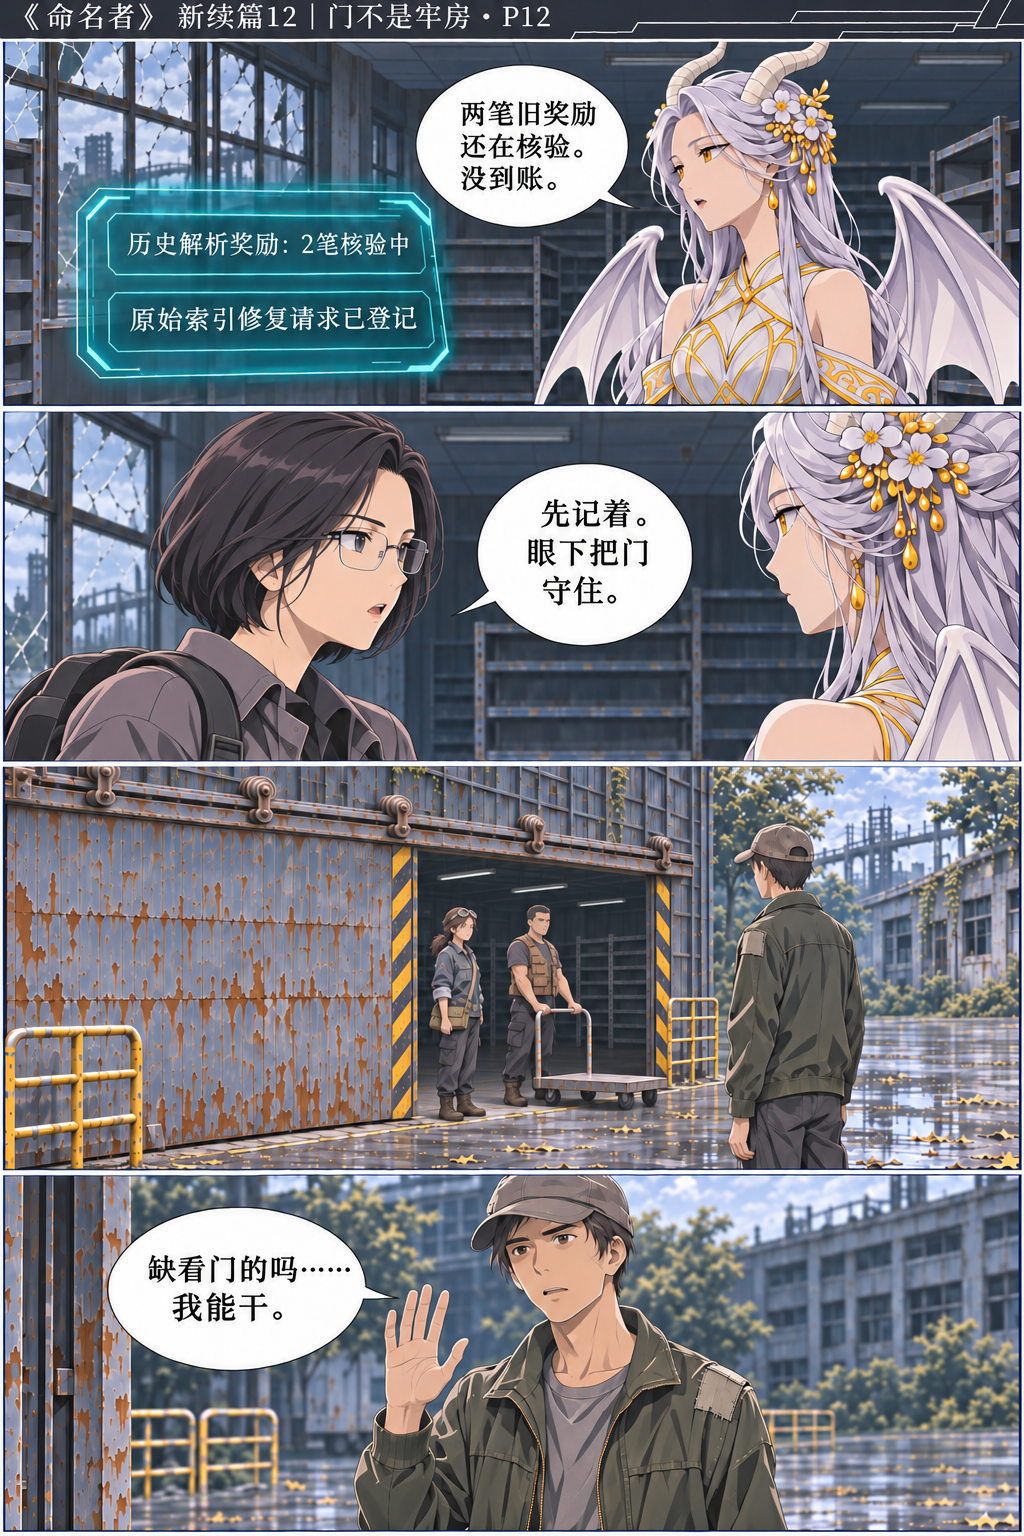 《命名者》 新续篇12｜门不是牢房·P12
两笔旧奖励
还在核验。
没到账。
历史解析奖励：2笔核验中
原始索引修复请求已登记
先记着。
眼下把门
守住。
缺看门的吗……
我能干。